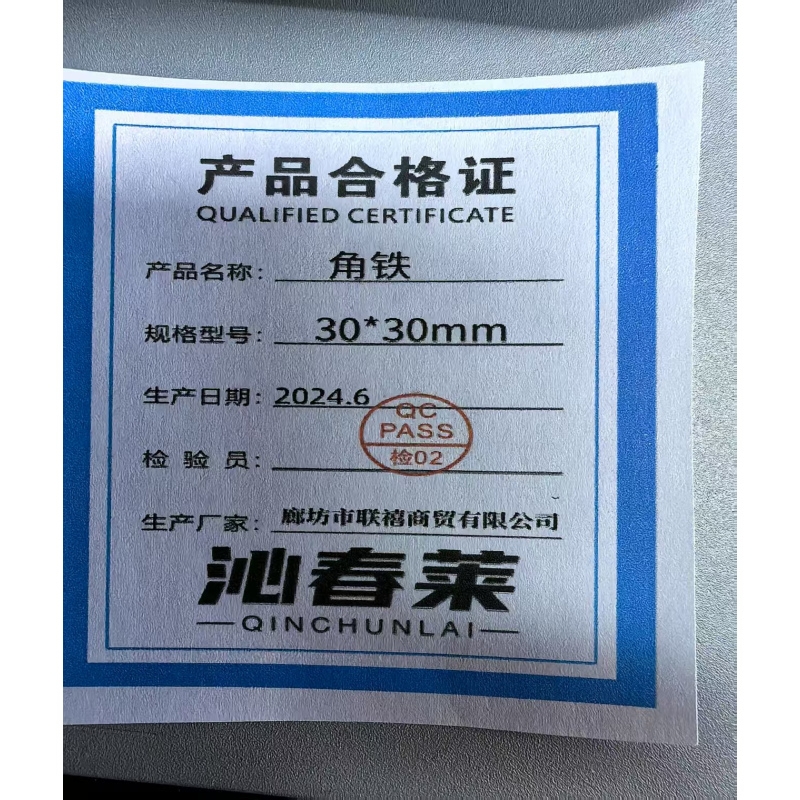 产品合格证
QUALIFIED CERTIFICATE
产品名称: 角铁
规格型号: 30*30mm
生产日期: 2024.6
QC
PASS
检02
检 验 员:
生产厂家: 廊坊市联禧商贸有限公司
沁春莱
—QINCHUNLAI—